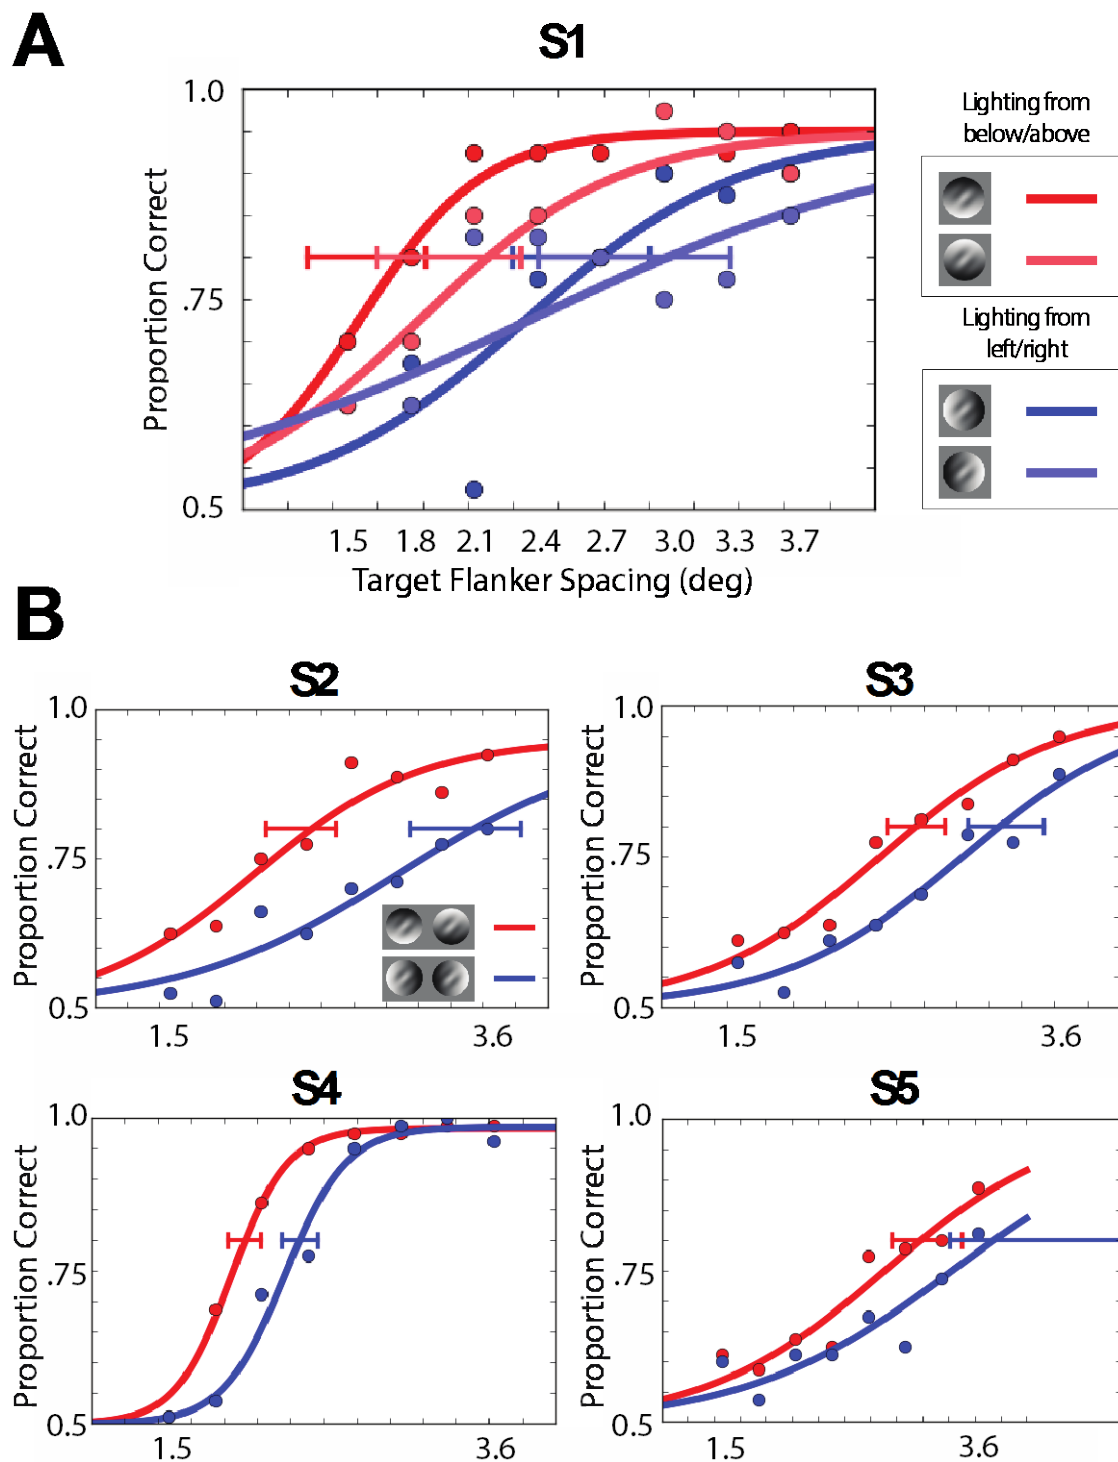 A
S1
1.0
.75
0.5
Proportion Correct
1.5 1.8 2.1 2.4 2.7 3.0 3.3 3.7
Target Flanker Spacing (deg)
Lighting from
below/above
Lighting from
left/right
B
S2
1.0
.75
0.5
Proportion Correct
1.5 3.6
S3
1.0
.75
0.5
Proportion Correct
1.5 3.6
S4
1.0
.75
0.5
Proportion Correct
1.5 3.6
S5
1.0
.75
0.5
Proportion Correct
1.5 3.6